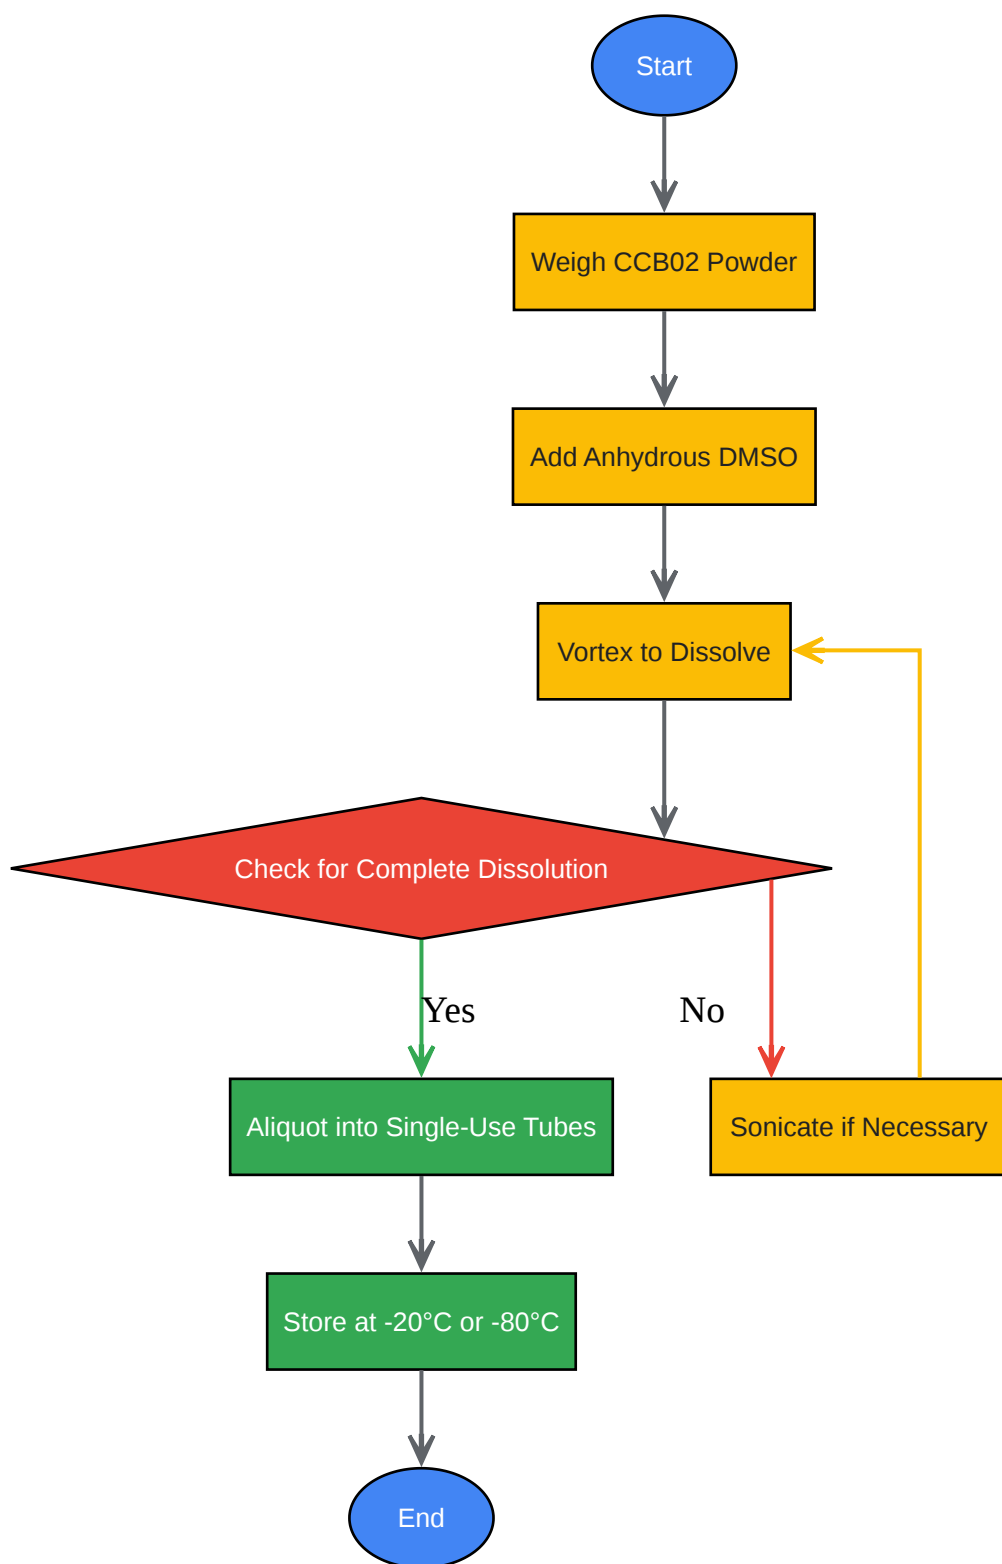 Start
Weigh CCB02 Powder
Add Anhydrous DMSO
Vortex to Dissolve
Check for Complete Dissolution
Yes
No
Aliquot into Single-Use Tubes
Sonicate if Necessary
Store at -20°C or -80°C
End